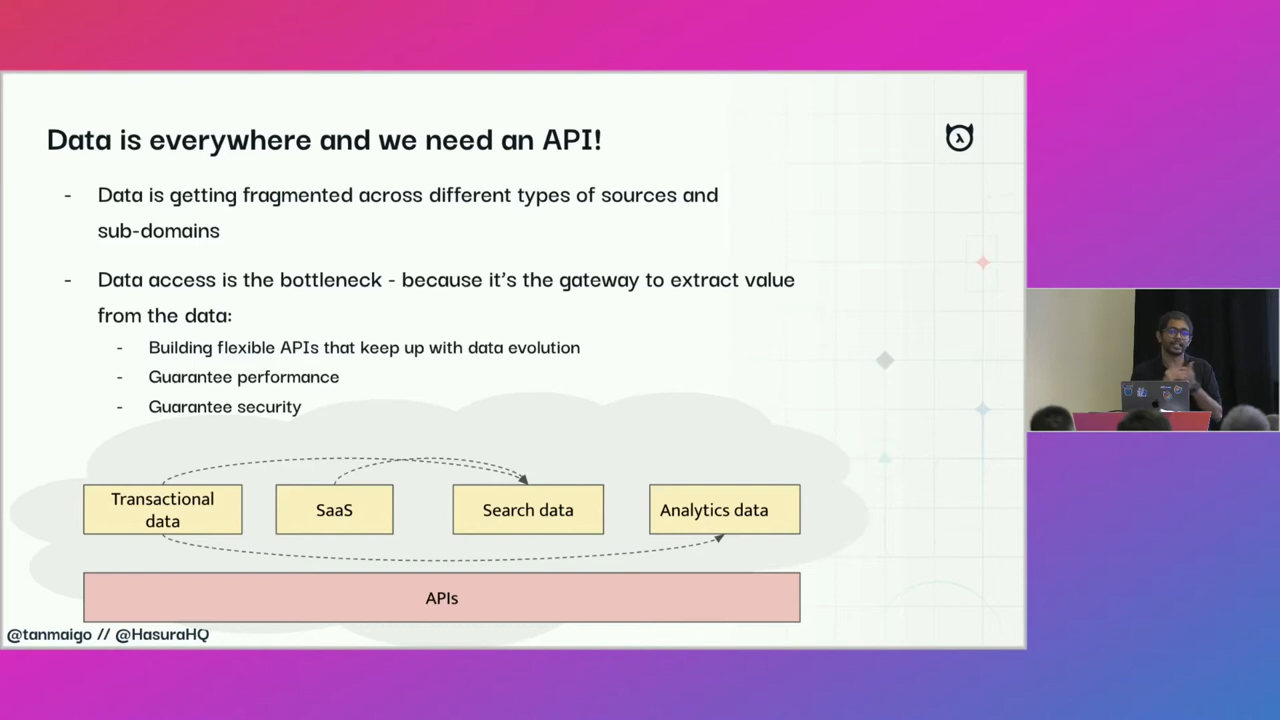 Data is everywhere and we need an API!
- Data is getting fragmented across different types of sources and
sub-domains
- Data access is the bottleneck - because it's the gateway to extract value
from the data:
- Building flexible APIs that keep up with data evolution
- Guarantee performance
- Guarantee security
Transactional
data
SaaS
Search data
Analytics data
APIs
@tanmaigo // @HasuraHQ